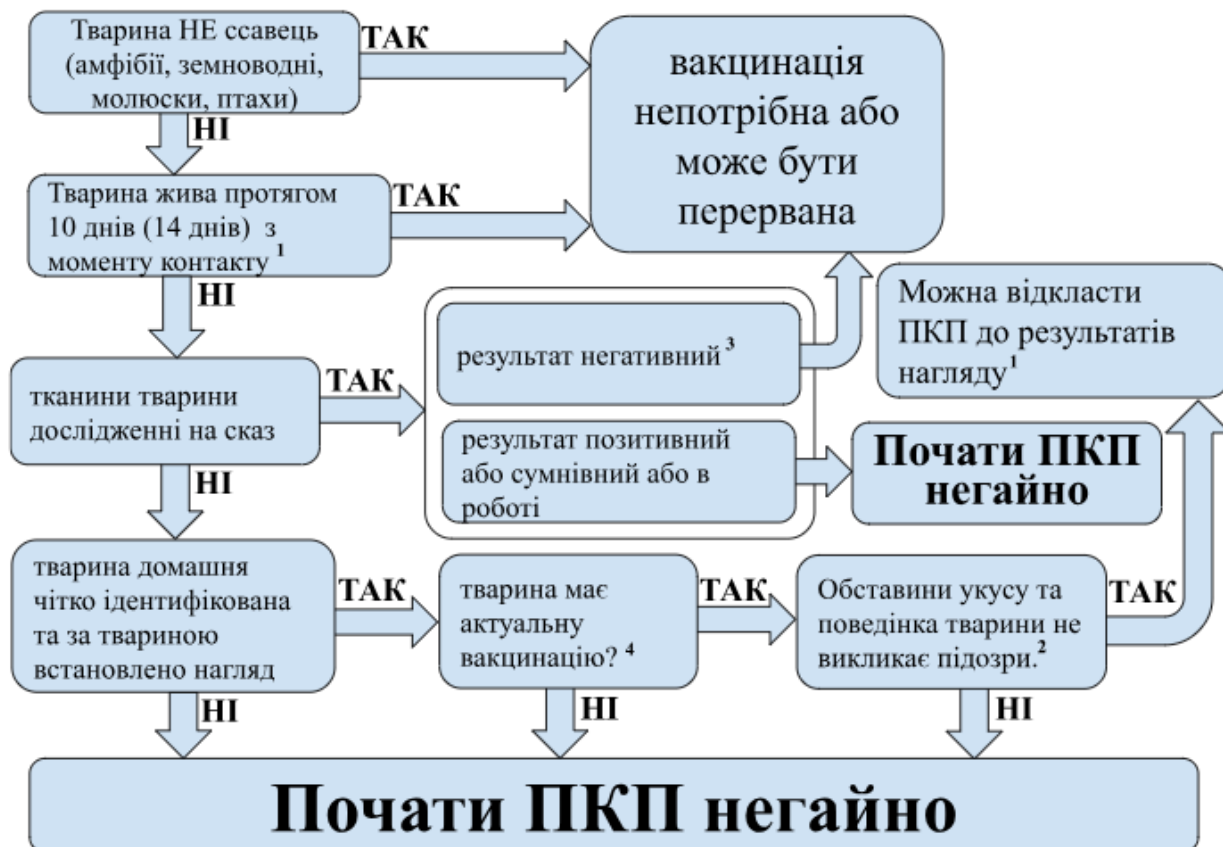 Тварина НЕ ссавець
(амфібії, земноводні,
молюски, птахи)
ТАК
вакцинація
непотрібна або
може бути
перервана
НІ
Тварина жива протягом
10 днів (14 днів) з
моменту контакту ¹
ТАК
НІ
Можна відкласти
ПКП до результатів
нагляду¹
результат негативний ³
тканини тварини
дослідженні на сказ
ТАК
результат позитивний
або сумнівний або в
роботі
Почати ПКП
негайно
НІ
тварина домашня
чітко ідентифікована
та за твариною
встановлено нагляд
ТАК
тварина має
актуальну
вакцинацію? ⁴
ТАК
Обставини укусу та
поведінка тварини не
викликає підозри.²
ТАК
НІ
НІ
НІ
Почати ПКП негайно